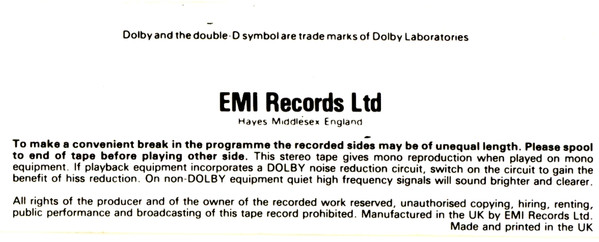 Dolby and the double-D symbol are trade marks of Dolby Laboratories
EMI Records Ltd
Hayes Middlesex England
To make a convenient break in the programme the recorded sides may be of unequal length. Please spool
to end of tape before playing other side. This stereo tape gives mono reproduction when played on mono
equipment. If playback equipment incorporates a DOLBY noise reduction circuit, switch on the circuit to gain the
benefit of hiss reduction. On non-DOLBY equipment quiet high frequency signals will sound brighter and clearer.
All rights of the producer and of the owner of the recorded work reserved, unauthorised copying, hiring, renting,
public performance and broadcasting of this tape record prohibited. Manufactured in the UK by EMI Records Ltd.
Made and printed in the UK